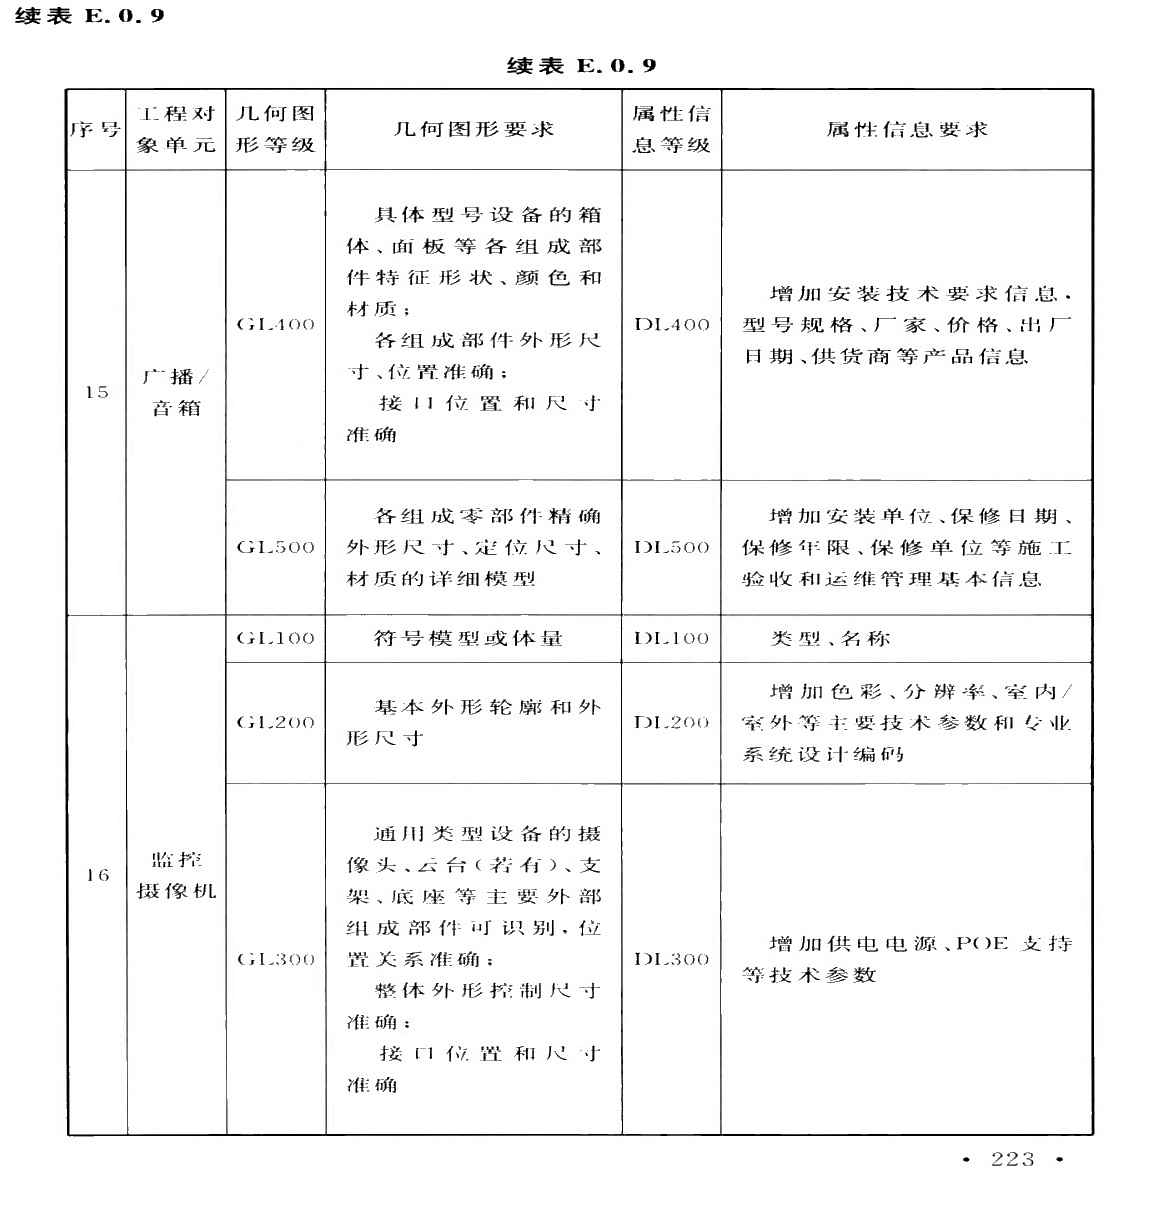 续表 E.0.9
续表 E.0.9
序号
工程对
象单元
几何图
形等级
几何图形要求
属性信
息等级
属性信息要求
15
广播/
音箱
GL400
具体型号设备的箱
体、面板等各组成部
件特征形状、颜色和
材质；
各组成部件外形尺
寸、位置准确；
接口位置和尺寸
准确
DL400
增加安装技术要求信息，
型号规格、厂家、价格、出厂
日期、供货商等产品信息
GL500
各组成零部件精确
外形尺寸、定位尺寸、
材质的详细模型
DL500
增加安装单位、保修日期、
保修年限、保修单位等施工
验收和运维管理基本信息
16
监控
摄像机
GL100
符号模型或体量
DL100
类型、名称
GL200
基本外形轮廓和外
形尺寸
DL200
增加色彩、分辨率、室内/
室外等主要技术参数和专业
系统设计编码
GL300
通用类型设备的摄
像头、云台（若有）、支
架、底座等主要外部
组成部件可识别，位
置关系准确；
整体外形控制尺寸
准确；
接口位置和尺寸
准确
DL300
增加供电电源、POE 支持
等技术参数
• 223 •